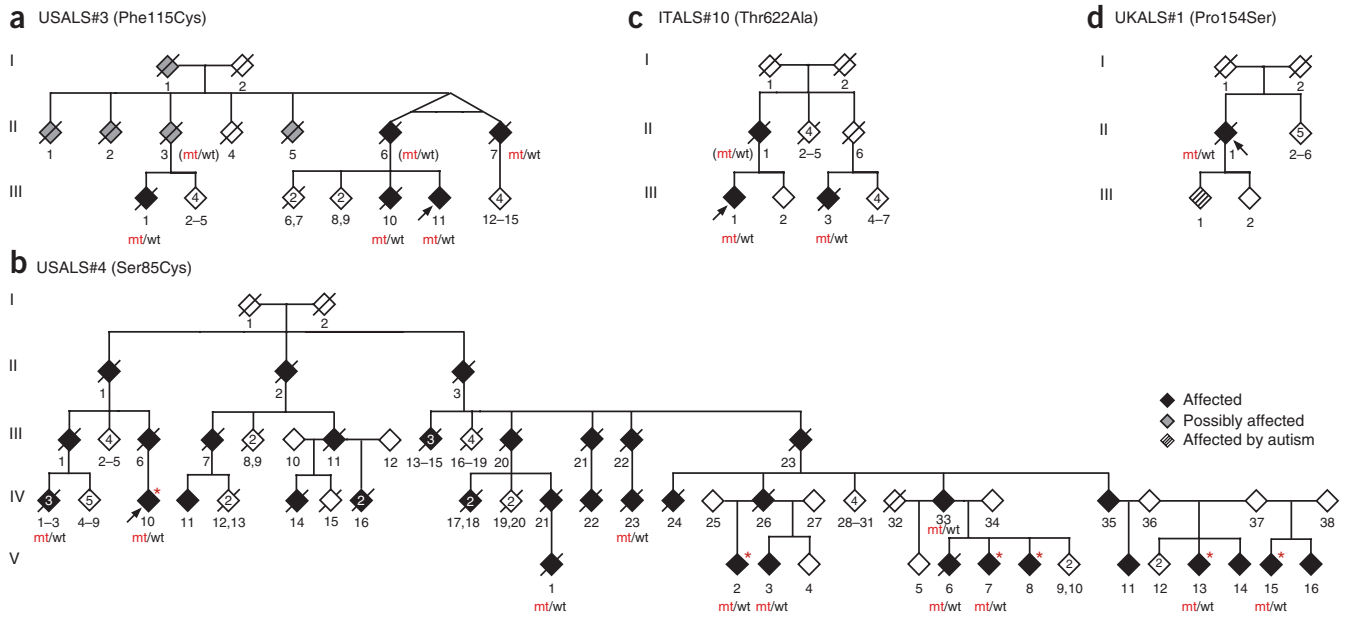 a USALS#3 (Phe115Cys)
I
1 2
II
1 2 3 (mt/wt) 4 5 6 (mt/wt) 7 mt/wt
III
4 2 2 4
1 2–5 6,7 8,9 10 11 12–15
mt/wt mt/wt mt/wt
c ITALS#10 (Thr622Ala)
I
1 2
II
4
(mt/wt) 1 2–5 6
III
4
1 2 3 4–7
mt/wt mt/wt
d UKALS#1 (Pro154Ser)
I
1 2
II
5
mt/wt 1 2–6
III
1 2
b USALS#4 (Ser85Cys)
I
1 2
II
1 2 3
III
4 2 3 4
1 2–5 6 7 8,9 10 11 12 13–15 16–19 20 21 22 23
IV
3 5 * 2 2 2 2 4
1–3 4–9 10 11 12,13 14 15 16 17,18 19,20 21 22 23 24 25 26 27 28–31 32 33 34 35 36 37 38
mt/wt mt/wt mt/wt mt/wt
V
* * * 2 2 * *
1 2 3 4 5 6 7 8 9,10 11 12 13 14 15 16
mt/wt mt/wt mt/wt mt/wt mt/wt mt/wt mt/wt
Affected
Possibly affected
Affected by autism